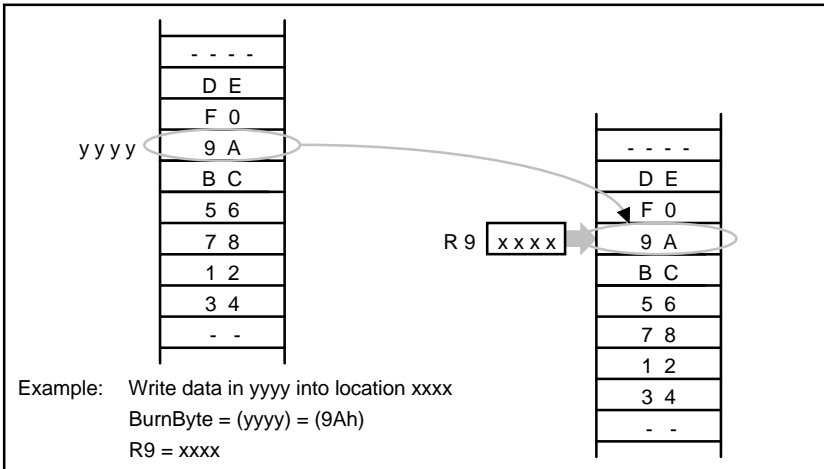 - - - -
D E
F 0
y y y y
9 A
B C
5 6
7 8
1 2
3 4
- -
- - - -
D E
F 0
R 9
x x x x
9 A
B C
5 6
7 8
1 2
3 4
- -
Example: Write data in yyyy into location xxxx
BurnByte = (yyyy) = (9Ah)
R9 = xxxx